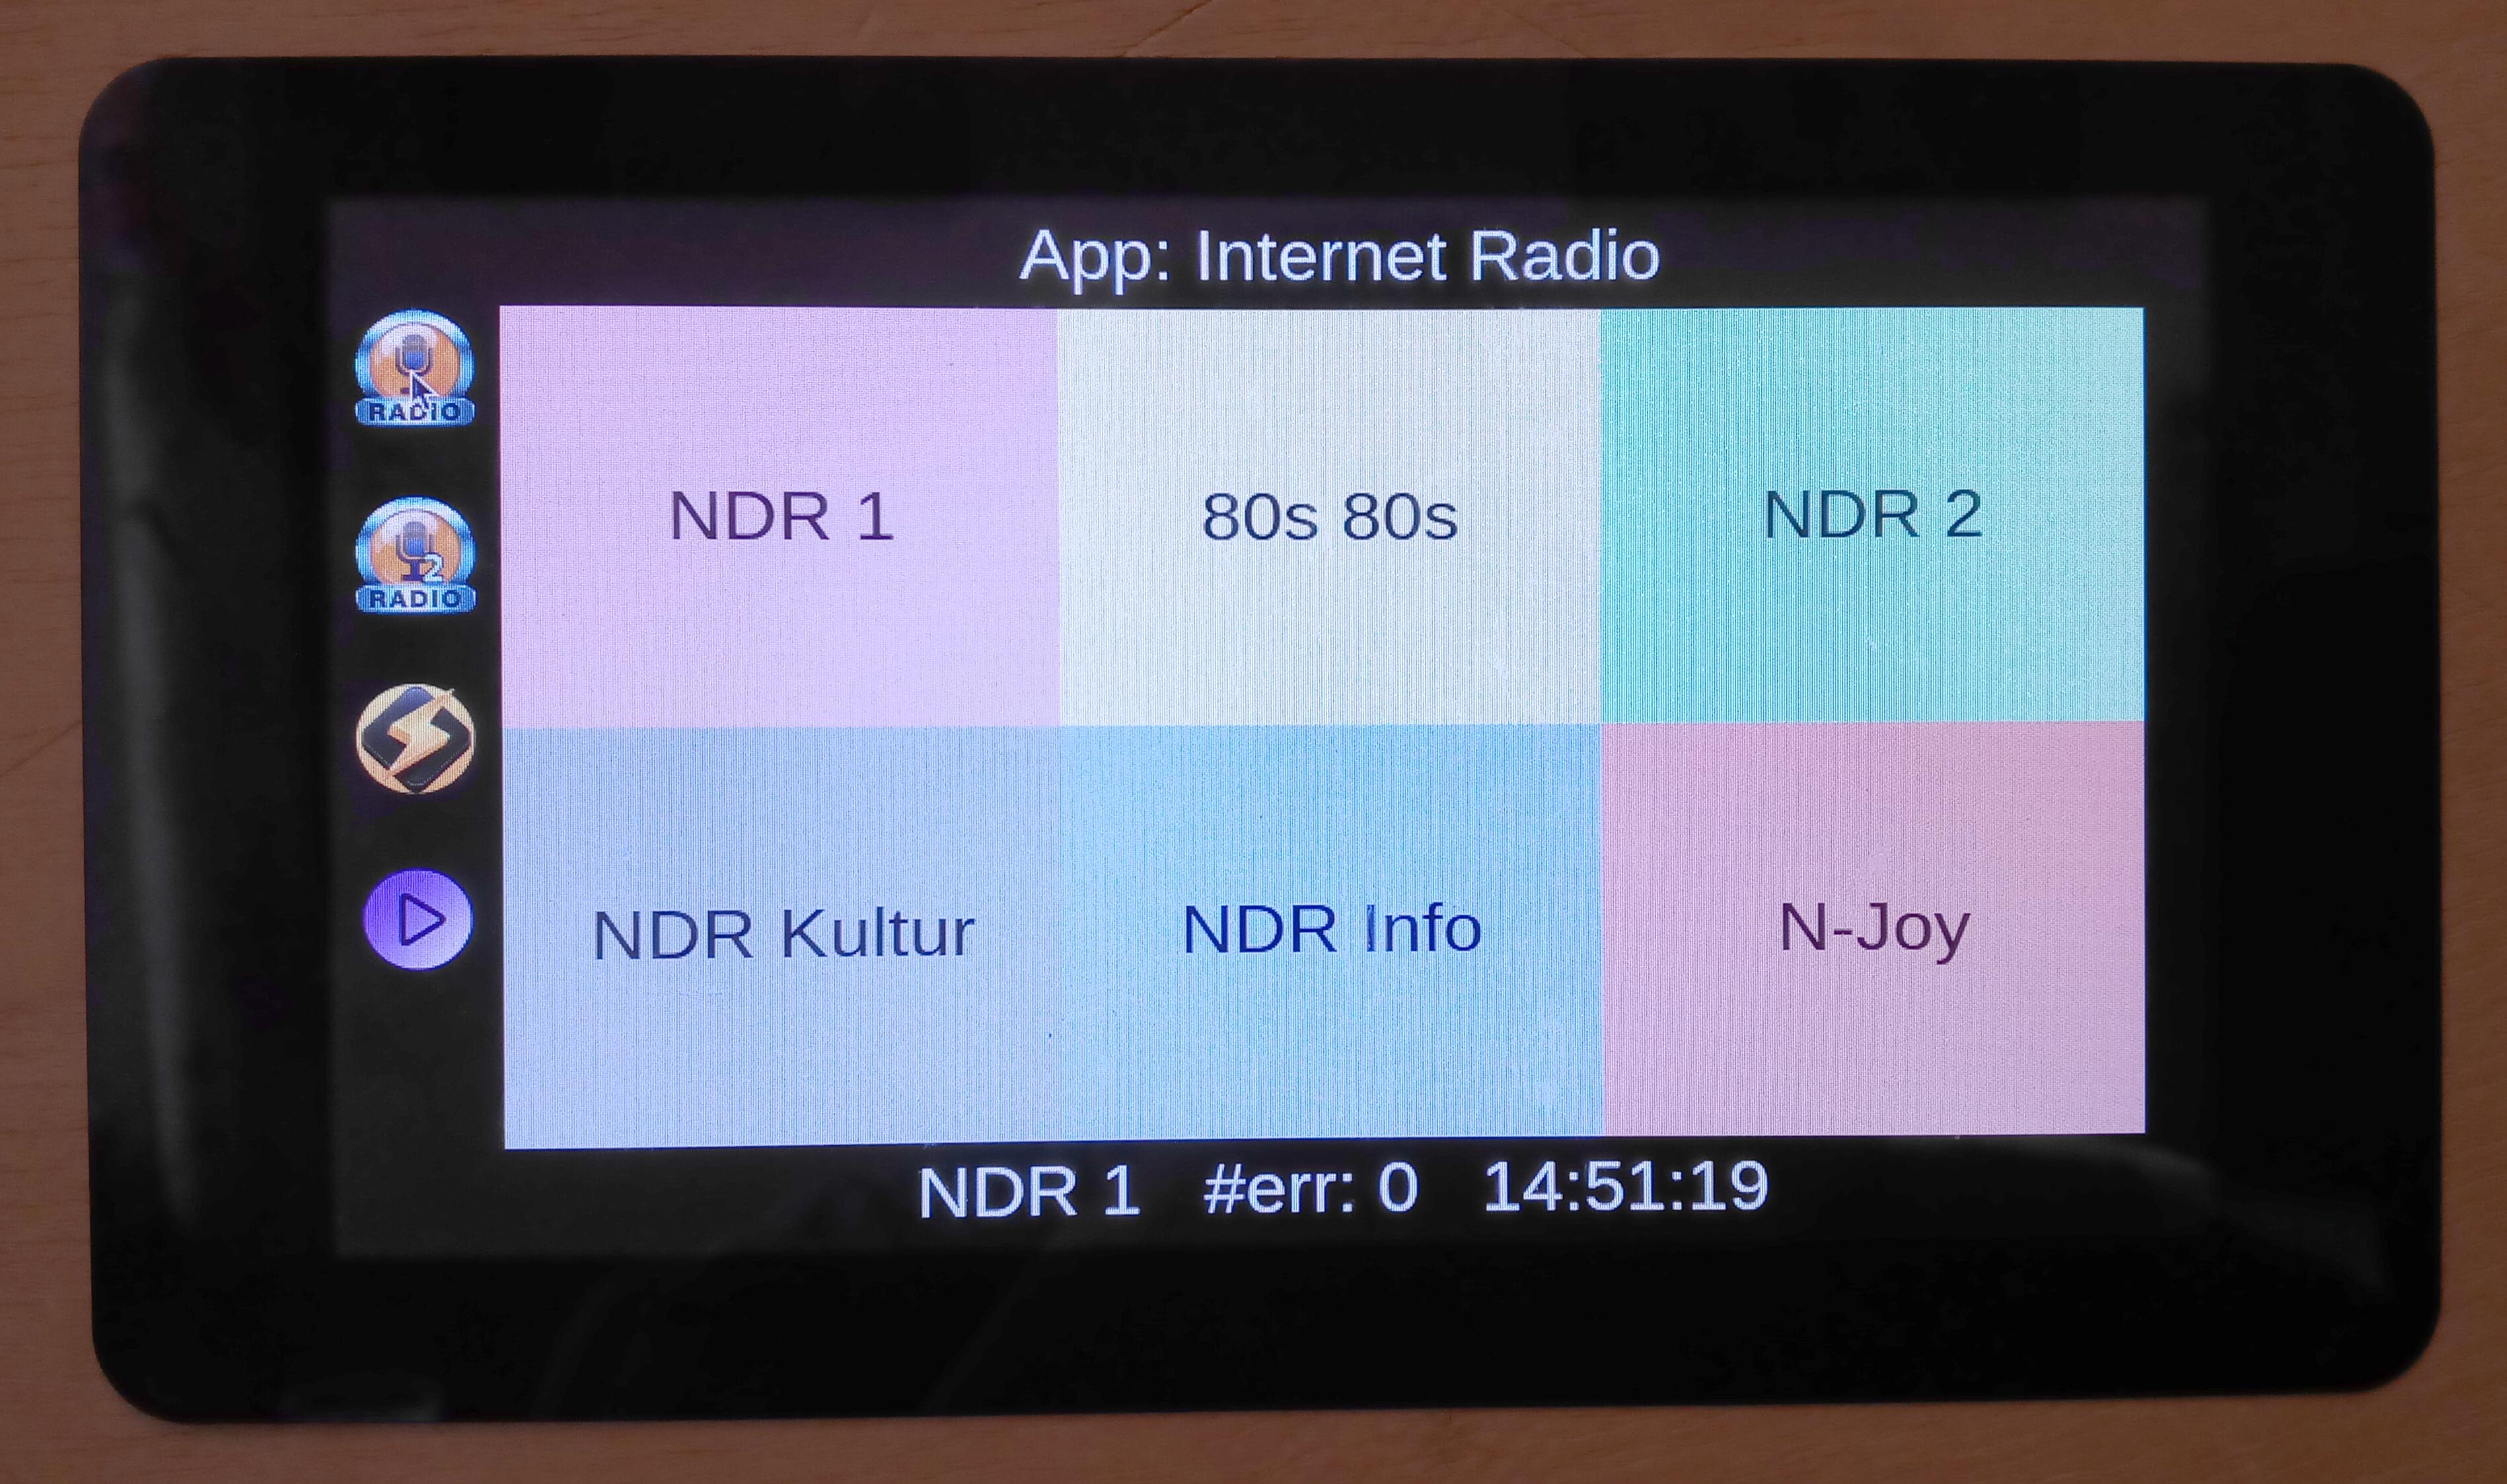 App: Internet Radio
RADIO
NDR 1
80s 80s
NDR 2
2
RADIO
NDR Kultur
NDR Info
N-Joy
NDR 1 #err: 0 14:51:19